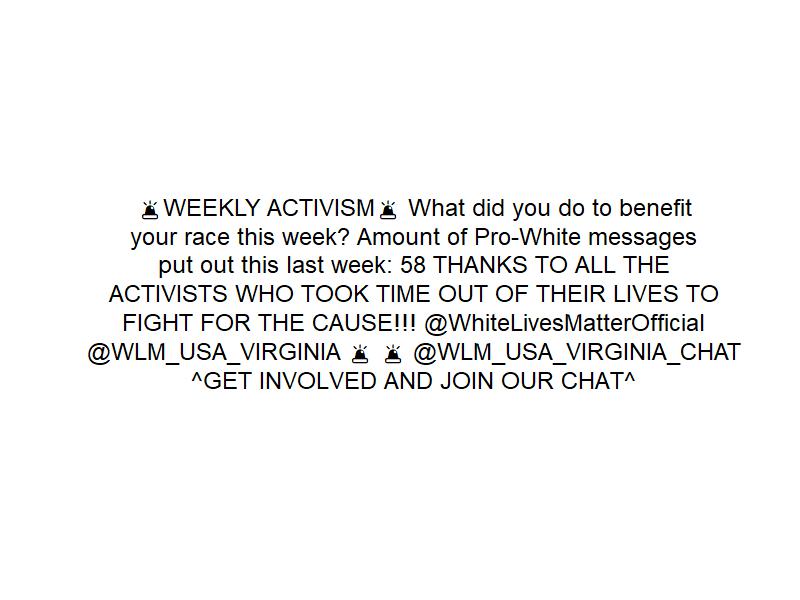 🚨WEEKLY ACTIVISM🚨 What did you do to benefit
your race this week? Amount of Pro-White messages
put out this last week: 58 THANKS TO ALL THE
ACTIVISTS WHO TOOK TIME OUT OF THEIR LIVES TO
FIGHT FOR THE CAUSE!!! @WhiteLivesMatterOfficial
@WLM_USA_VIRGINIA 🚨 🚨 @WLM_USA_VIRGINIA_CHAT
^GET INVOLVED AND JOIN OUR CHAT^